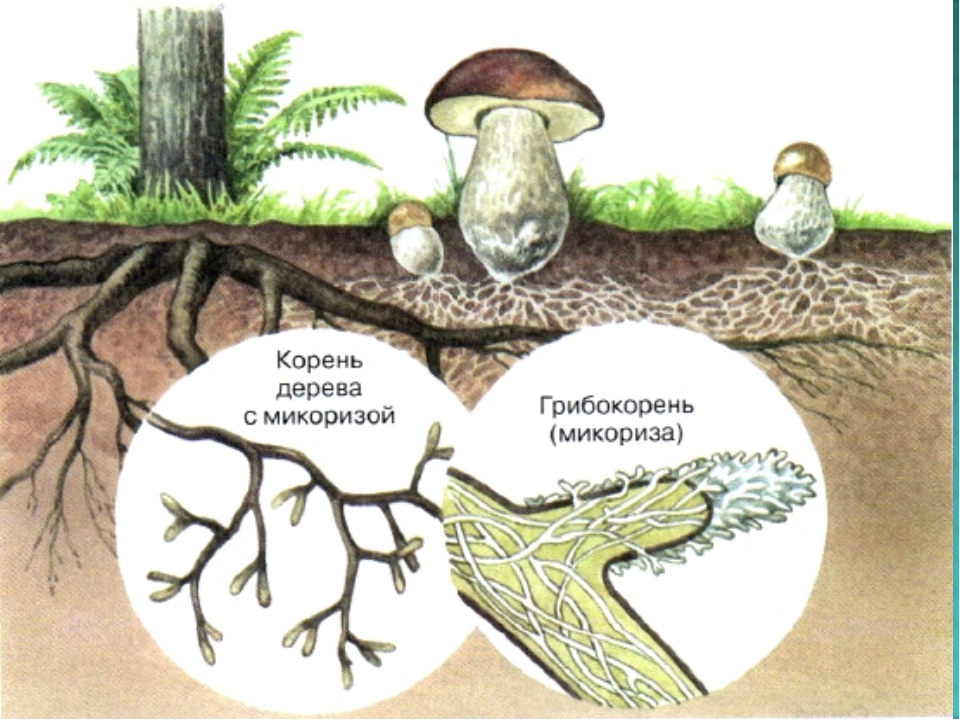 Корень
дерева
с микоризой
Грибокорень
(микориза)